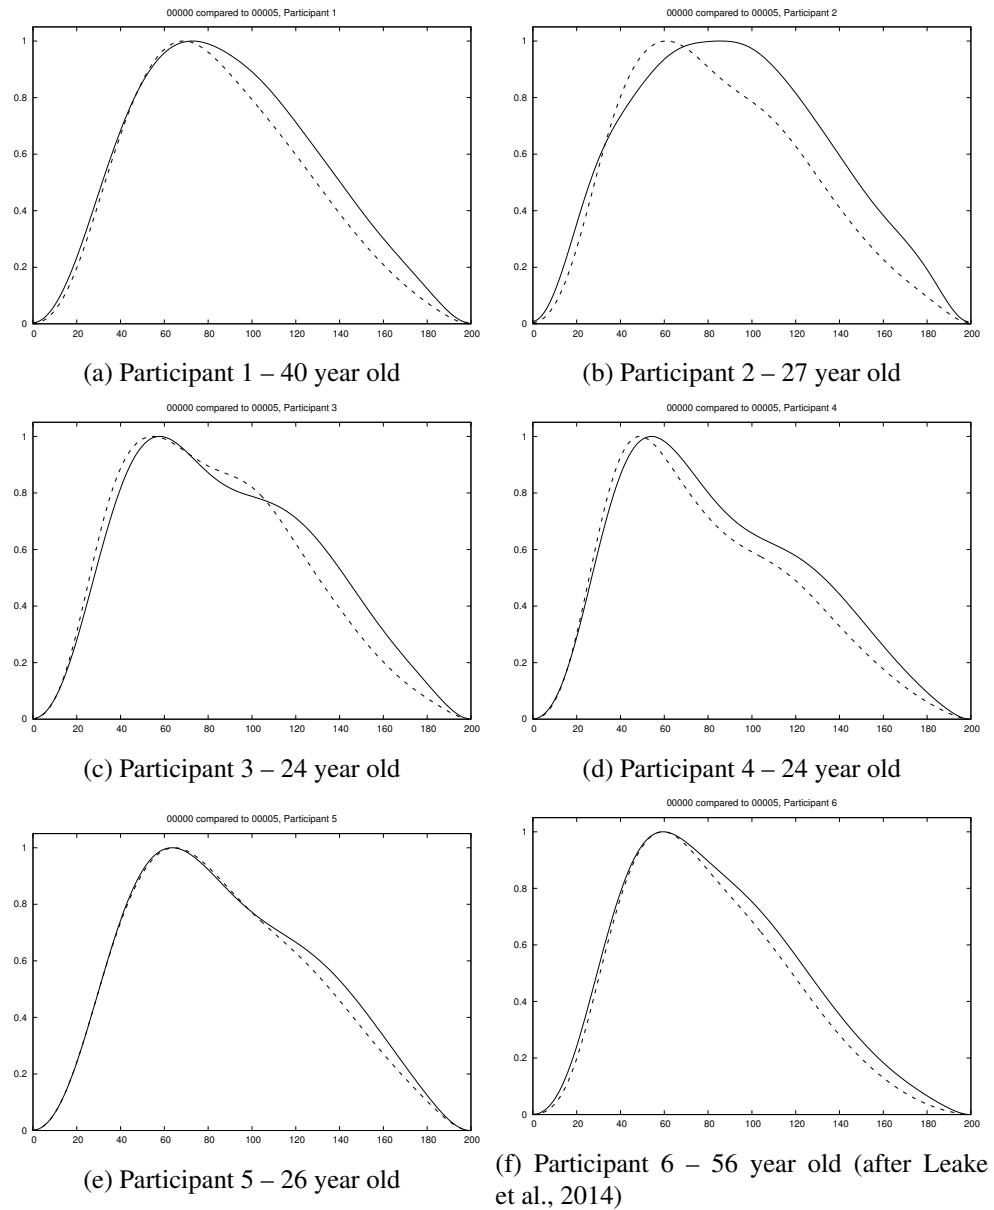 00000 compared to 00005, Participant 1
1
0.8
0.6
0.4
0.2
0
0 20 40 60 80 100 120 140 160 180 200
(a) Participant 1 – 40 year old
00000 compared to 00005, Participant 2
1
0.8
0.6
0.4
0.2
0
0 20 40 60 80 100 120 140 160 180 200
(b) Participant 2 – 27 year old
00000 compared to 00005, Participant 3
1
0.8
0.6
0.4
0.2
0
0 20 40 60 80 100 120 140 160 180 200
(c) Participant 3 – 24 year old
00000 compared to 00005, Participant 4
1
0.8
0.6
0.4
0.2
0
0 20 40 60 80 100 120 140 160 180 200
(d) Participant 4 – 24 year old
00000 compared to 00005, Participant 5
1
0.8
0.6
0.4
0.2
0
0 20 40 60 80 100 120 140 160 180 200
(e) Participant 5 – 26 year old
00000 compared to 00005, Participant 6
1
0.8
0.6
0.4
0.2
0
0 20 40 60 80 100 120 140 160 180 200
(f) Participant 6 – 56 year old (after Leake
et al., 2014)